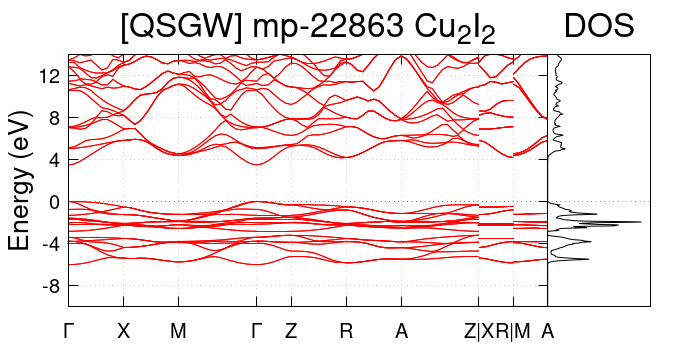 [QSGW] mp-22863 Cu₂I₂ DOS
Energy (eV)
12
8
4
0
-4
-8
Γ X M Γ Z R A Z|XR|M A